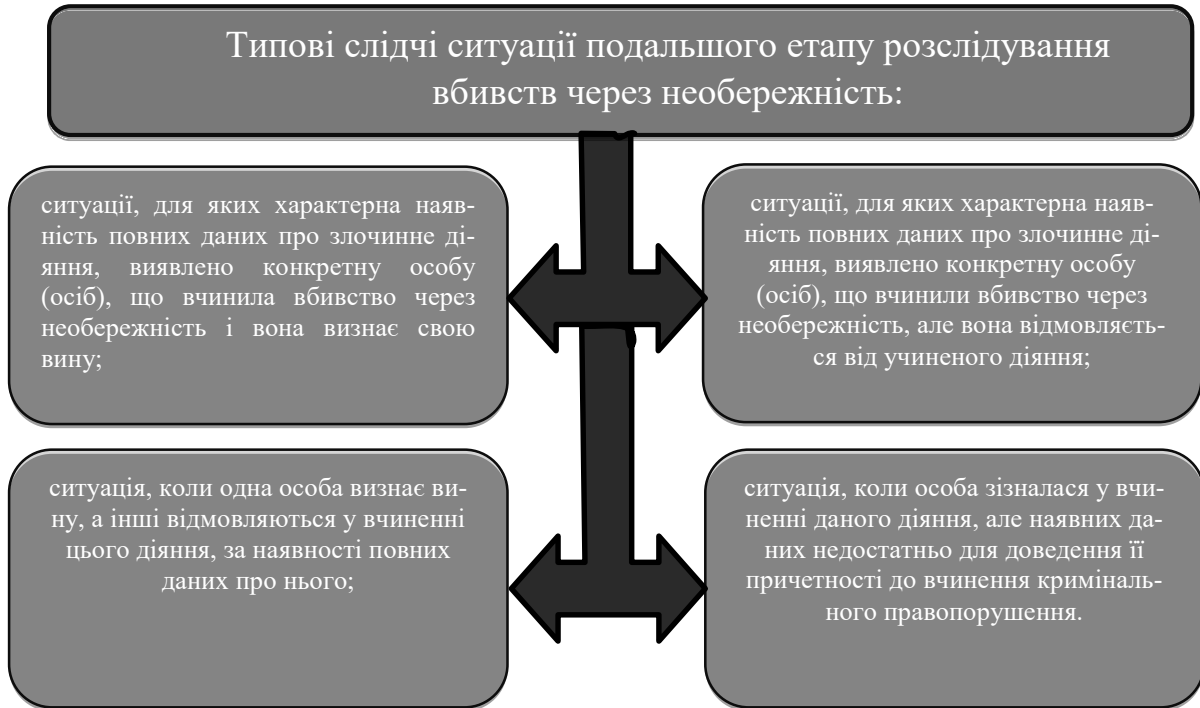 Типові слідчі ситуації подальшого етапу розслідування
вбивств через необережність:
ситуації, для яких характерна наяв-
ність повних даних про злочинне ді-
яння, виявлено конкретну особу
(осіб), що вчинила вбивство через
необережність і вона визнає свою
вину;
ситуації, для яких характерна наяв-
ність повних даних про злочинне ді-
яння, виявлено конкретну особу
(осіб), що вчинили вбивство через
необережність, але вона відмовляєть-
ся від учиненого діяння;
ситуація, коли одна особа визнає ви-
ну, а інші відмовляються у вчиненні
цього діяння, за наявності повних
даних про нього;
ситуація, коли особа зізналася у вчи-
ненні даного діяння, але наявних да-
них недостатньо для доведення її
причетності до вчинення криміналь-
ного правопорушення.